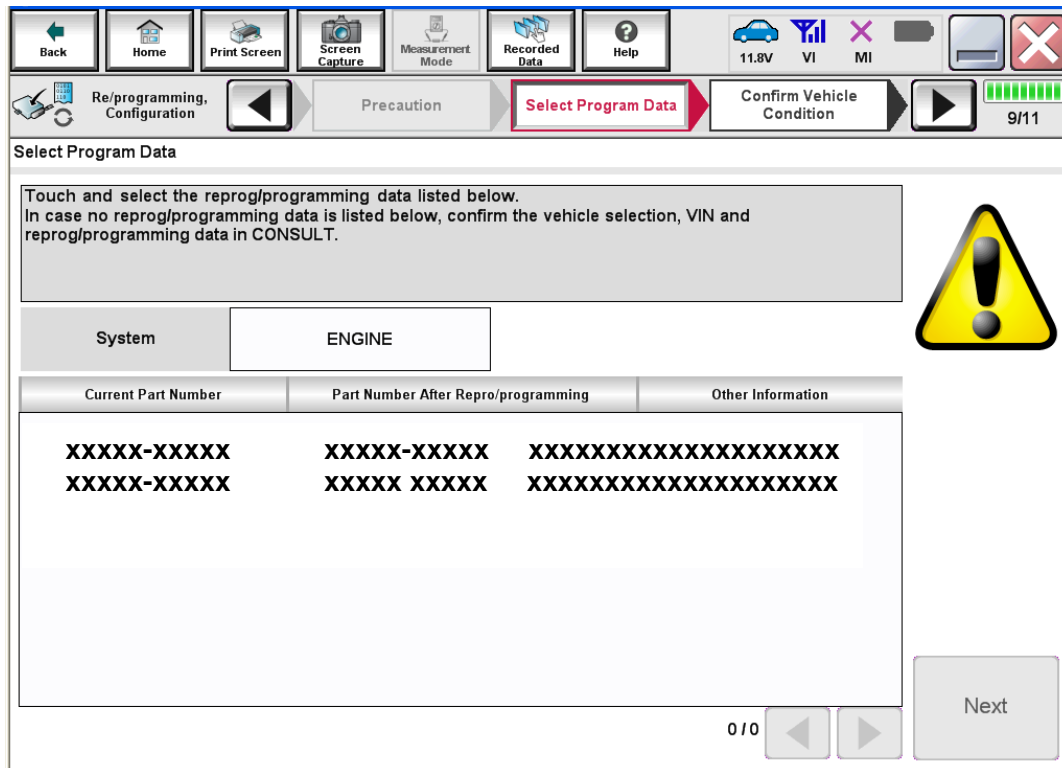 Back
Home
Print Screen
Screen
Capture
Measurement
Mode
Recorded
Data
Help
11.8V
VI
MI
Re/programming,
Configuration
Precaution
Select Program Data
Confirm Vehicle
Condition
9/11
Select Program Data
Touch and select the reprog/programming data listed below.
In case no reprog/programming data is listed below, confirm the vehicle selection, VIN and
reprog/programming data in CONSULT.
System
ENGINE
Current Part Number
Part Number After Repro/programming
Other Information
XXXXX-XXXXX XXXXX-XXXXX XXXXXXXXXXXXXXXXXXXX
XXXXX-XXXXX XXXXX XXXXX XXXXXXXXXXXXXXXXXXXX
Next
0/0